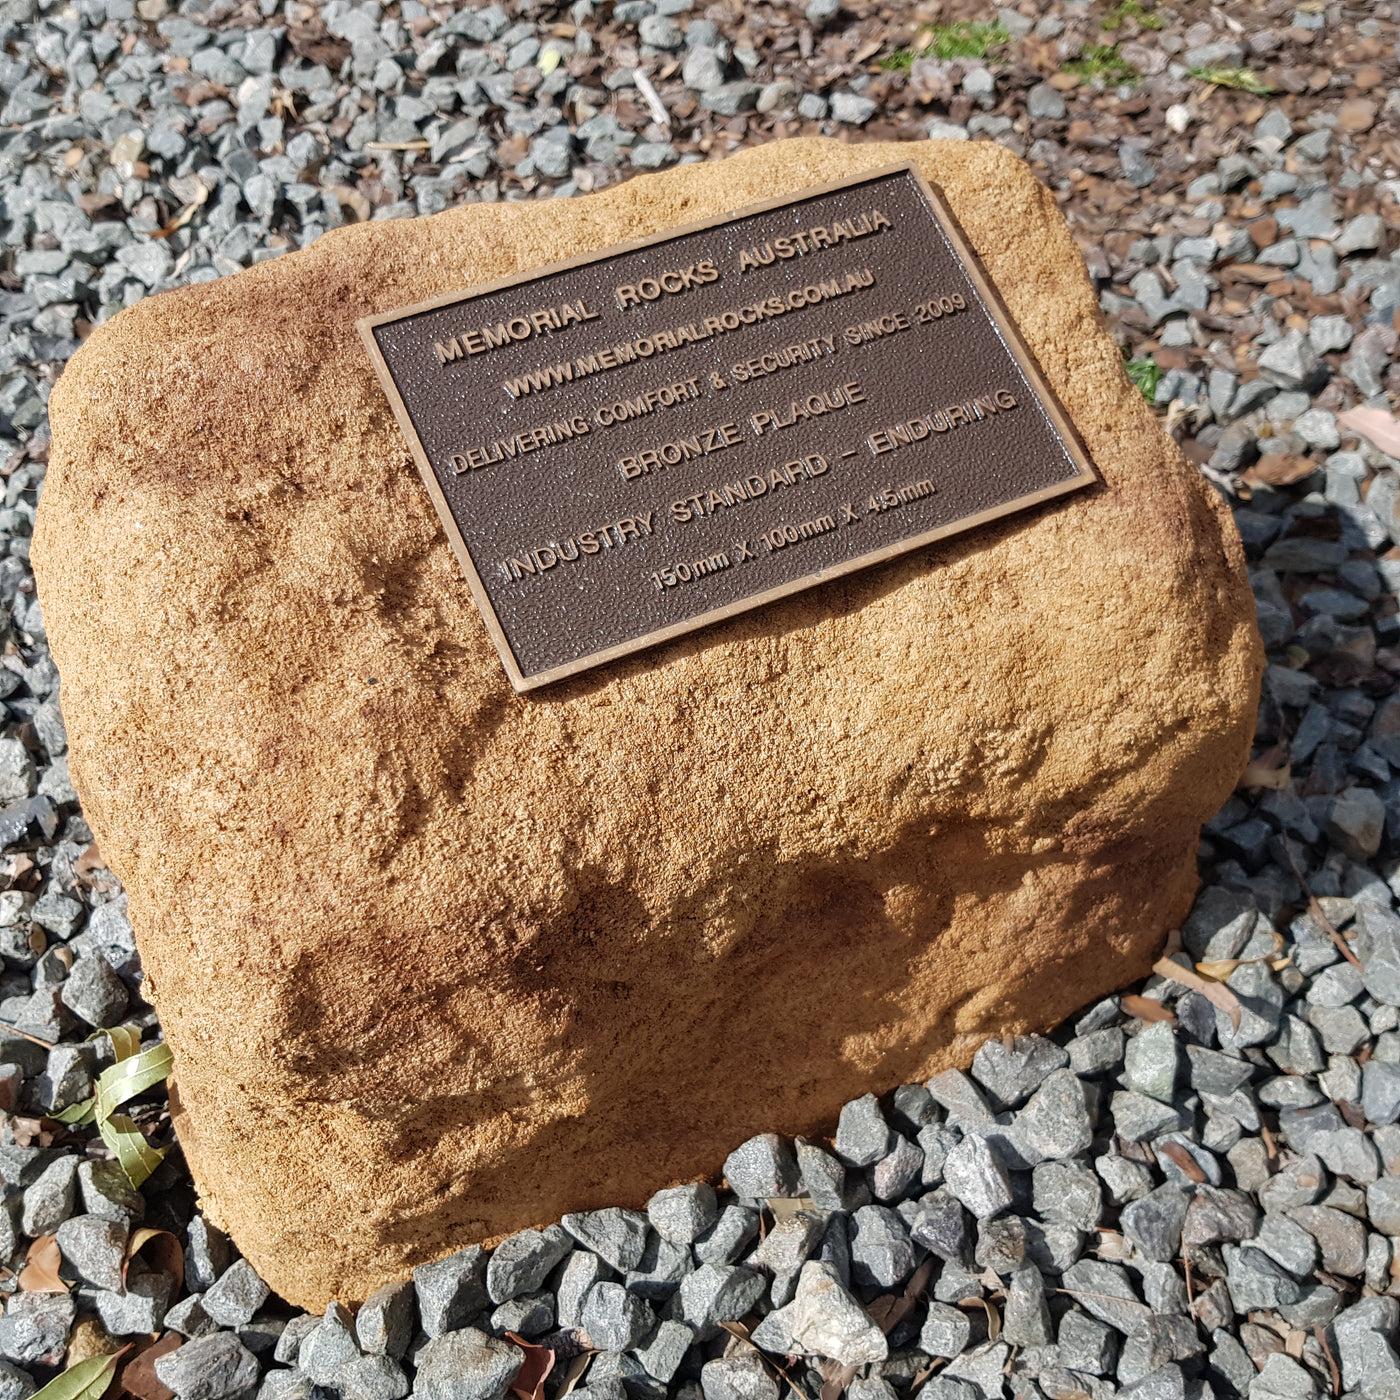 MEMORIAL ROCKS AUSTRALIA
WWW.MEMORIALROCKS.COM.AU
DELIVERING COMFORT & SECURITY SINCE 2009
BRONZE PLAQUE
INDUSTRY STANDARD - ENDURING
150mm X 100mm X 4.5mm